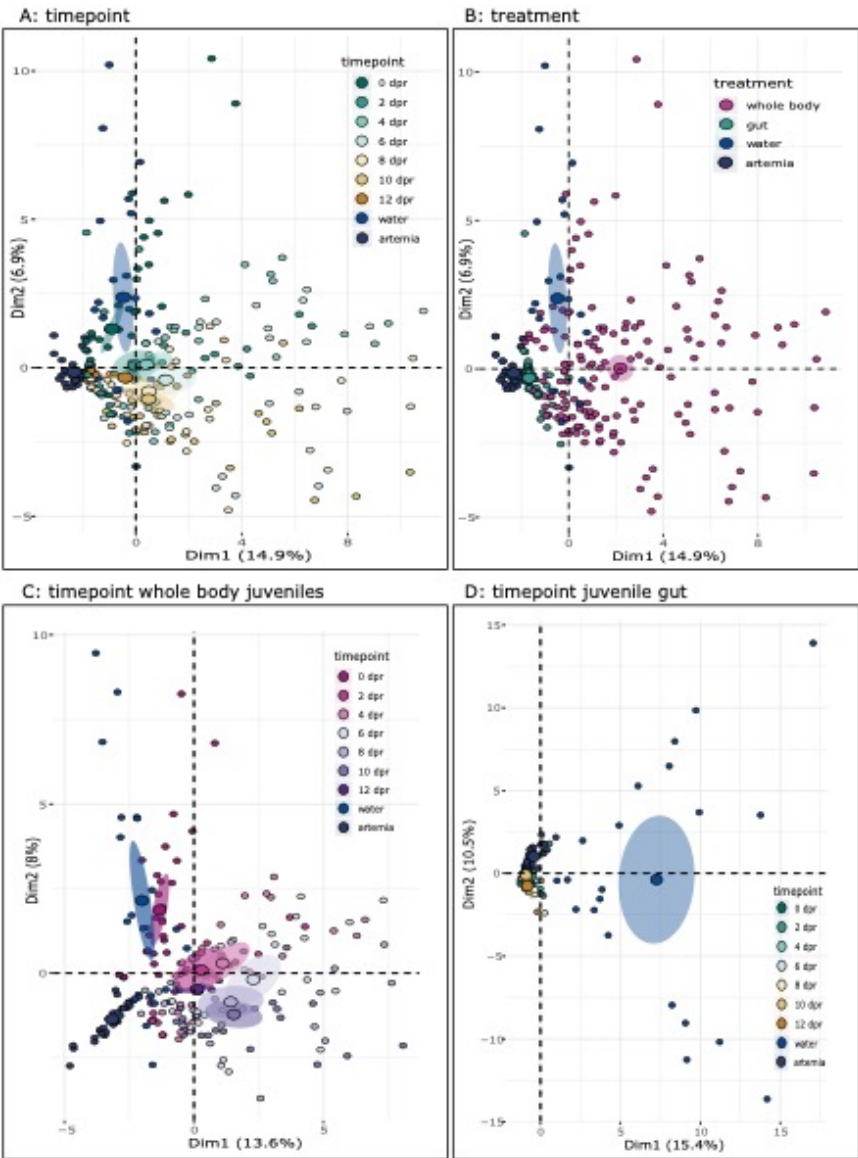 A: timepoint
B: treatment
timepoint
0 dpr
2 dpr
4 dpr
6 dpr
8 dpr
10 dpr
12 dpr
water
artemia
10
5
0
−5
Dim2 (6.9%)
0
4
8
Dim1 (14.9%)
treatment
whole body
gut
water
artemia
10
5
0
−5
Dim2 (6.9%)
0
4
8
Dim1 (14.9%)
C: timepoint whole body juveniles
D: timepoint juvenile gut
timepoint
0 dpr
2 dpr
4 dpr
6 dpr
8 dpr
10 dpr
12 dpr
water
artemia
10
5
0
Dim2 (8%)
−5
0
5
Dim1 (13.6%)
15
10
5
0
−5
−10
−15
Dim2 (10.5%)
timepoint
0 dpr
2 dpr
4 dpr
6 dpr
8 dpr
10 dpr
12 dpr
water
artemia
0
5
10
15
Dim1 (15.4%)